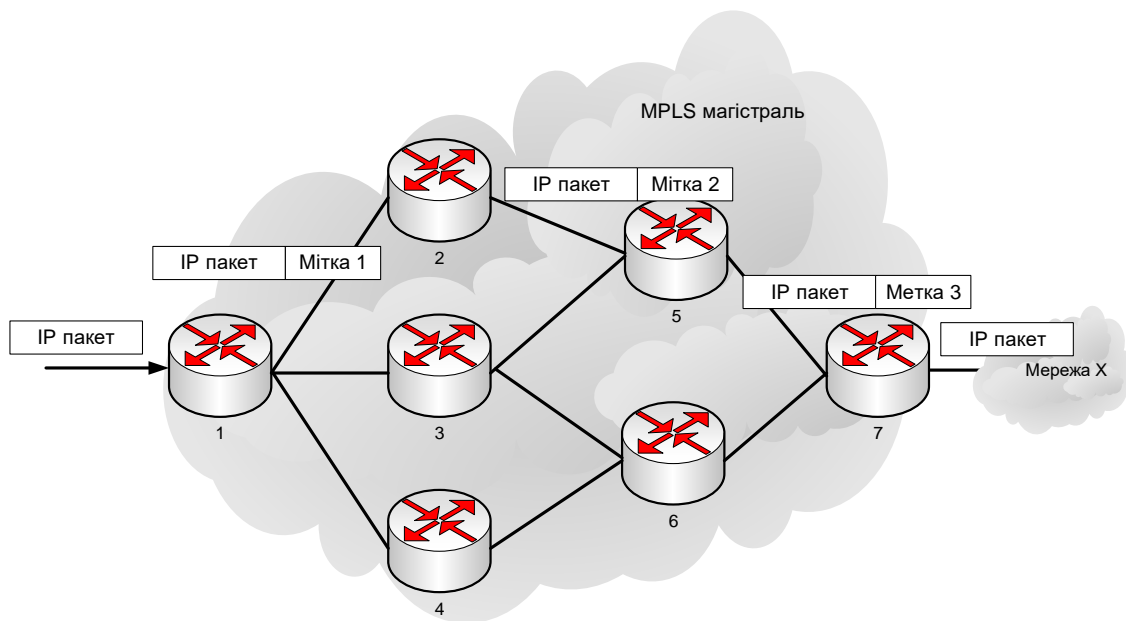 MPLS магістраль
2
IP пакет Мітка 2
IP пакет Мітка 1
5
IP пакет Метка 3
IP пакет
IP пакет
Мережа X
1
3
7
6
4